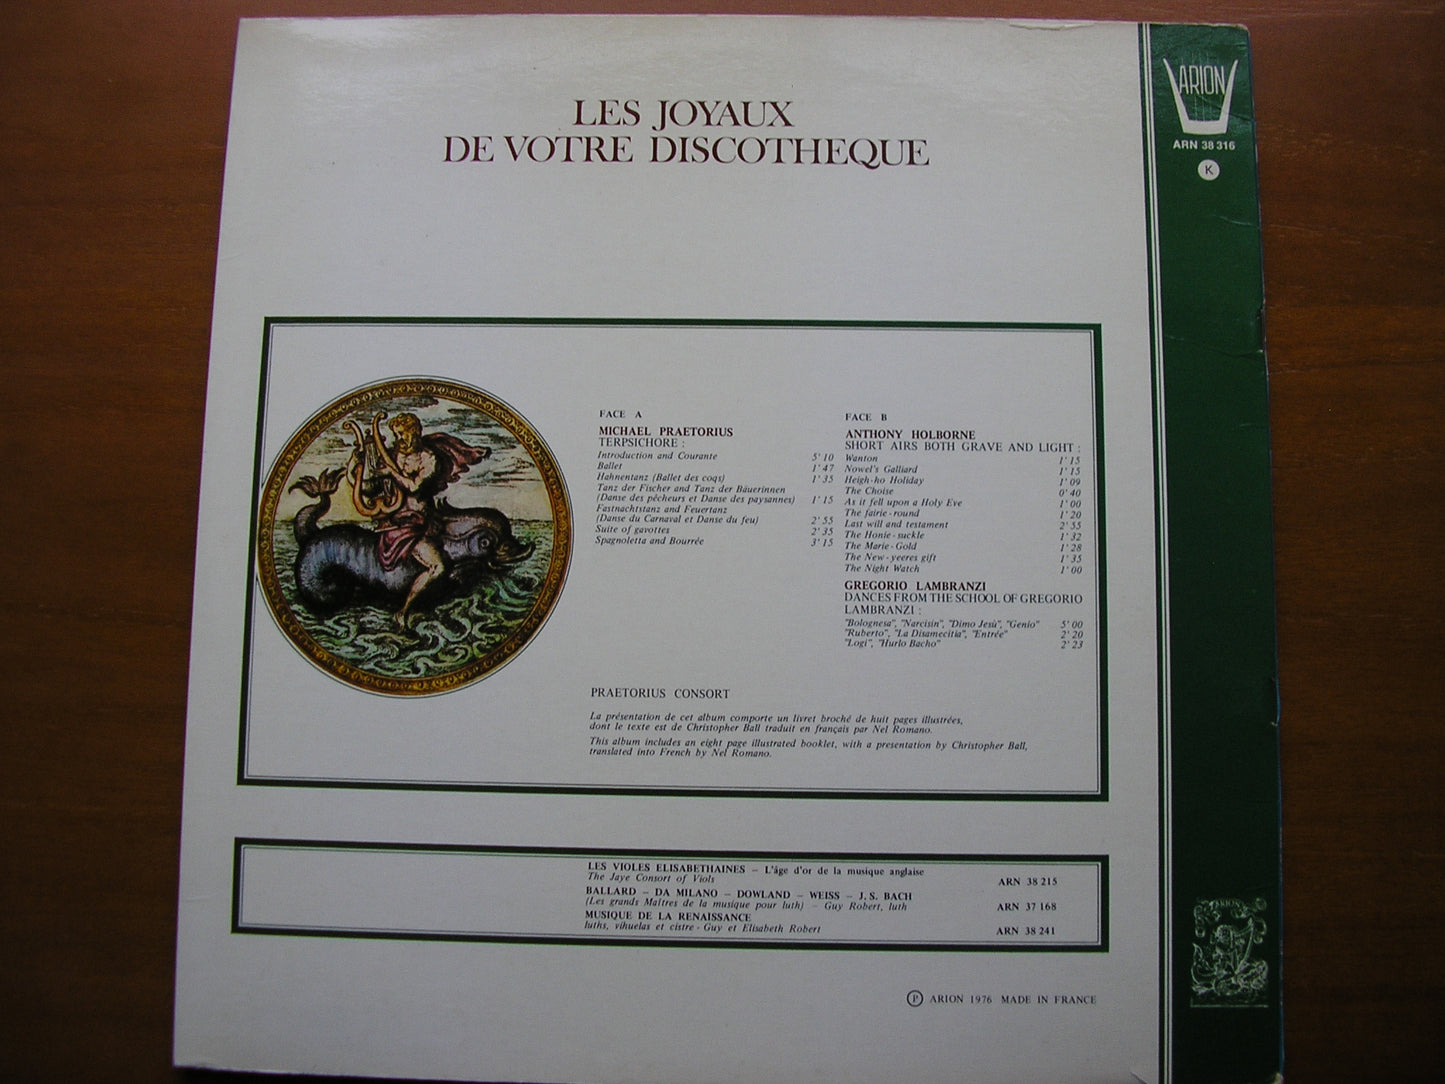 LES JOYAUX
DE VOTRE DISCOTHEQUE
ARION
ARN 38 316
K
FACE A
MICHAEL PRAETORIUS
TERPSICHORE :
Introduction and Courante 5' 10
Ballet 1' 47
Hahnentanz (Ballet des coqs) 1' 35
Tanz der Fischer and Tanz der Bäuerinnen
(Danse des pêcheurs et Danse des paysannes) 1' 15
Fastnachtstanz and Feuertanz
(Danse du Carnaval et Danse du feu) 2' 55
Suite of gavottes 2' 35
Spagnoletta and Bourrée 3' 15
FACE B
ANTHONY HOLBORNE
SHORT AIRS BOTH GRAVE AND LIGHT :
Wanton 1' 15
Nowel's Galliard 1' 15
Heigh-ho Holiday 1' 09
The Choise 0' 40
As it fell upon a Holy Eve 1' 00
The fairie-round 1' 20
Last will and testament 2' 55
The Honie-suckle 1' 32
The Marie-Gold 1' 28
The New-yeeres gift 1' 35
The Night Watch 1' 00
GREGORIO LAMBRANZI
DANCES FROM THE SCHOOL OF GREGORIO
LAMBRANZI :
"Bolognesa", "Narcisin", "Dimo Jesù", "Genio" 5' 00
"Ruberto", "La Disamecitia", "Entrée" 2' 20
"Logi", "Hurlo Bacho" 2' 23
PRAETORIUS CONSORT
La présentation de cet album comporte un livret broché de huit pages illustrées,
dont le texte est de Christopher Ball traduit en français par Nel Romano.
This album includes an eight page illustrated booklet, with a presentation by Christopher Ball,
translated into French by Nel Romano.
LES VIOLES ELISABETHAINES – L'âge d'or de la musique anglaise
The Jaye Consort of Viols ARN 38 215
BALLARD – DA MILANO – DOWLAND – WEISS – J. S. BACH
(Les grands Maîtres de la musique pour luth) – Guy Robert, luth ARN 37 168
MUSIQUE DE LA RENAISSANCE
luths, vihuelas et cistre - Guy et Elisabeth Robert ARN 38 241
ARION
Ⓟ ARION 1976 MADE IN FRANCE